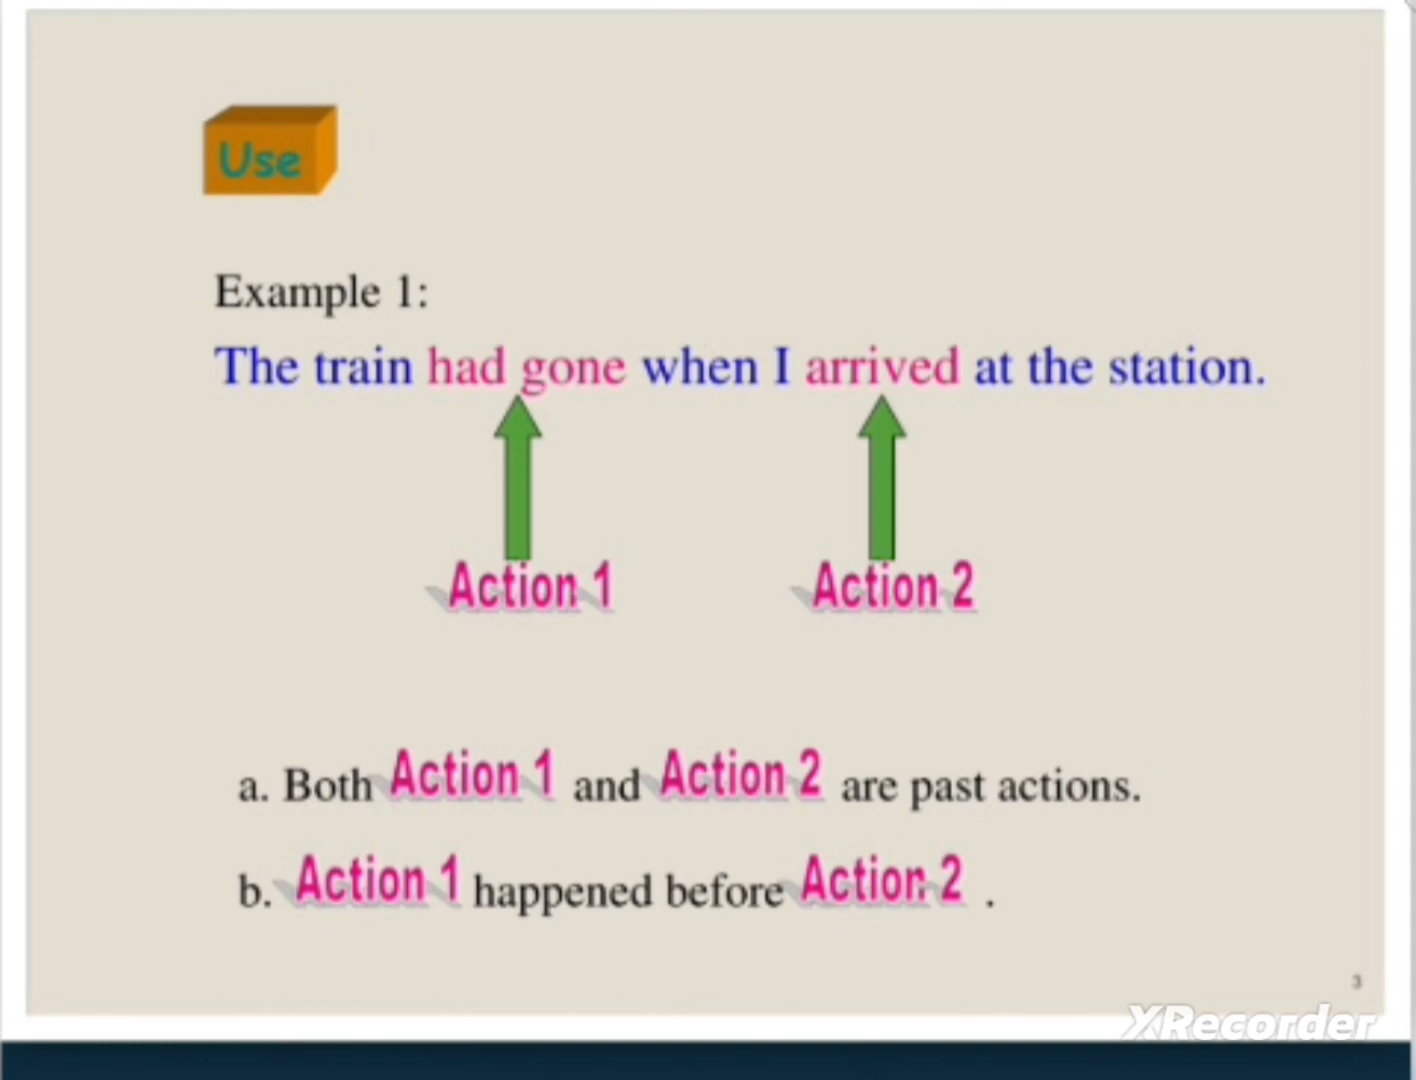 Use
Example 1:
The train had gone when I arrived at the station.
Action 1 Action 2
a. Both Action 1 and Action 2 are past actions.
b. Action 1 happened before Action 2 .
3
XRecorder